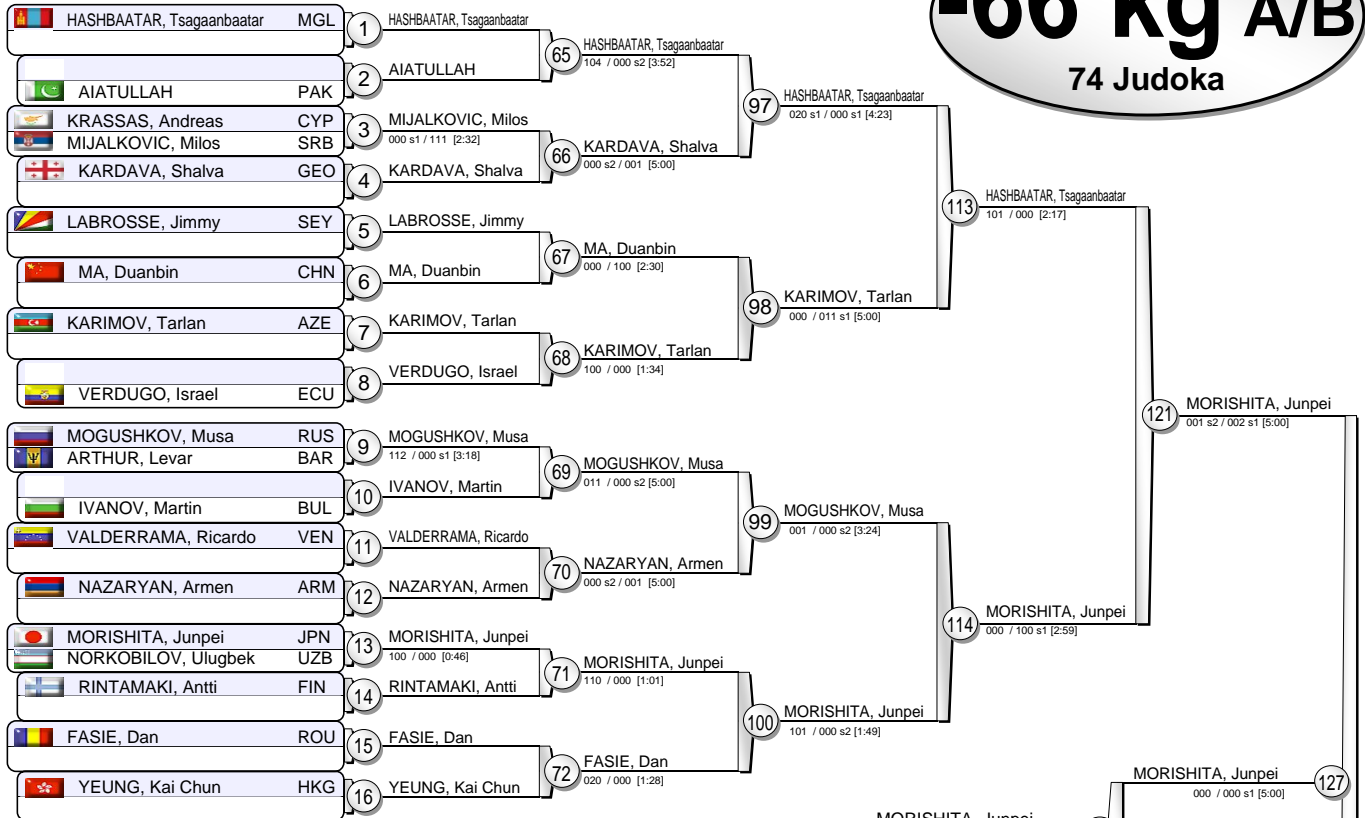 -66 kg A/B
74 Judoka
HASHBAATAR, Tsagaanbaatar MGL
AIATULLAH PAK
KRASSAS, Andreas CYP
MIJALKOVIC, Milos SRB
KARDAVA, Shalva GEO
LABROSSE, Jimmy SEY
MA, Duanbin CHN
KARIMOV, Tarlan AZE
VERDUGO, Israel ECU
MOGUSHKOV, Musa RUS
ARTHUR, Levar BAR
IVANOV, Martin BUL
VALDERRAMA, Ricardo VEN
NAZARYAN, Armen ARM
MORISHITA, Junpei JPN
NORKOBILOV, Ulugbek UZB
RINTAMAKI, Antti FIN
FASIE, Dan ROU
YEUNG, Kai Chun HKG
1
HASHBAATAR, Tsagaanbaatar
2
AIATULLAH
3
MIJALKOVIC, Milos
000 s1 / 111 [2:32]
4
KARDAVA, Shalva
5
LABROSSE, Jimmy
6
MA, Duanbin
7
KARIMOV, Tarlan
8
VERDUGO, Israel
9
MOGUSHKOV, Musa
112 / 000 s1 [3:18]
10
IVANOV, Martin
11
VALDERRAMA, Ricardo
12
NAZARYAN, Armen
13
MORISHITA, Junpei
100 / 000 [0:46]
14
RINTAMAKI, Antti
15
FASIE, Dan
16
YEUNG, Kai Chun
65
HASHBAATAR, Tsagaanbaatar
104 / 000 s2 [3:52]
66
KARDAVA, Shalva
000 s2 / 001 [5:00]
67
MA, Duanbin
000 / 100 [2:30]
68
KARIMOV, Tarlan
100 / 000 [1:34]
69
MOGUSHKOV, Musa
011 / 000 s2 [5:00]
70
NAZARYAN, Armen
000 s2 / 001 [5:00]
71
MORISHITA, Junpei
110 / 000 [1:01]
72
FASIE, Dan
020 / 000 [1:28]
97
HASHBAATAR, Tsagaanbaatar
020 s1 / 000 s1 [4:23]
98
KARIMOV, Tarlan
000 / 011 s1 [5:00]
99
MOGUSHKOV, Musa
001 / 000 s2 [3:24]
100
MORISHITA, Junpei
101 / 000 s2 [1:49]
113
HASHBAATAR, Tsagaanbaatar
101 / 000 [2:17]
114
MORISHITA, Junpei
000 / 100 s1 [2:59]
121
MORISHITA, Junpei
001 s2 / 002 s1 [5:00]
MORISHITA, Junpei
000 / 000 s1 [5:00]
127
MORISHITA, Junpei